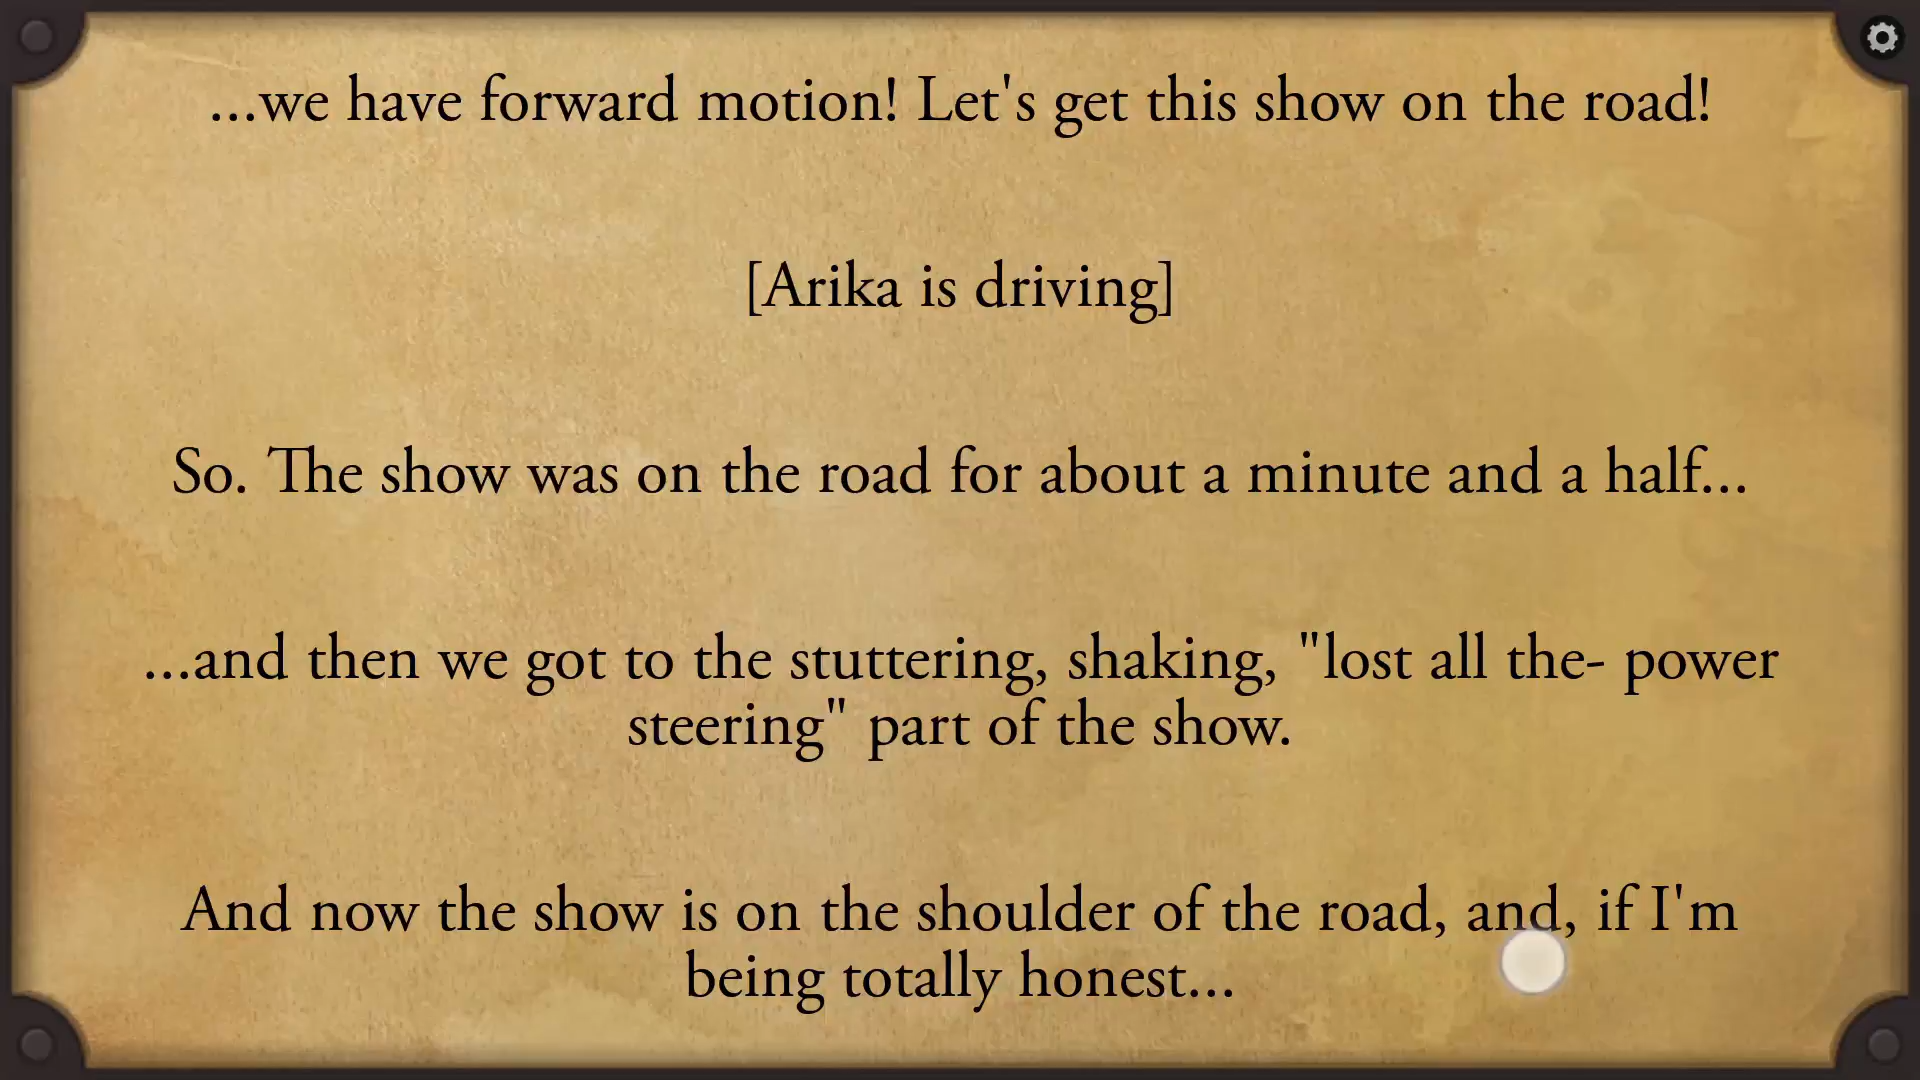 ...we have forward motion! Let's get this show on the road!
[Arika is driving]
So. The show was on the road for about a minute and a half...
...and then we got to the stuttering, shaking, "lost all the- power
steering" part of the show.
And now the show is on the shoulder of the road, and, if I'm
being totally honest...